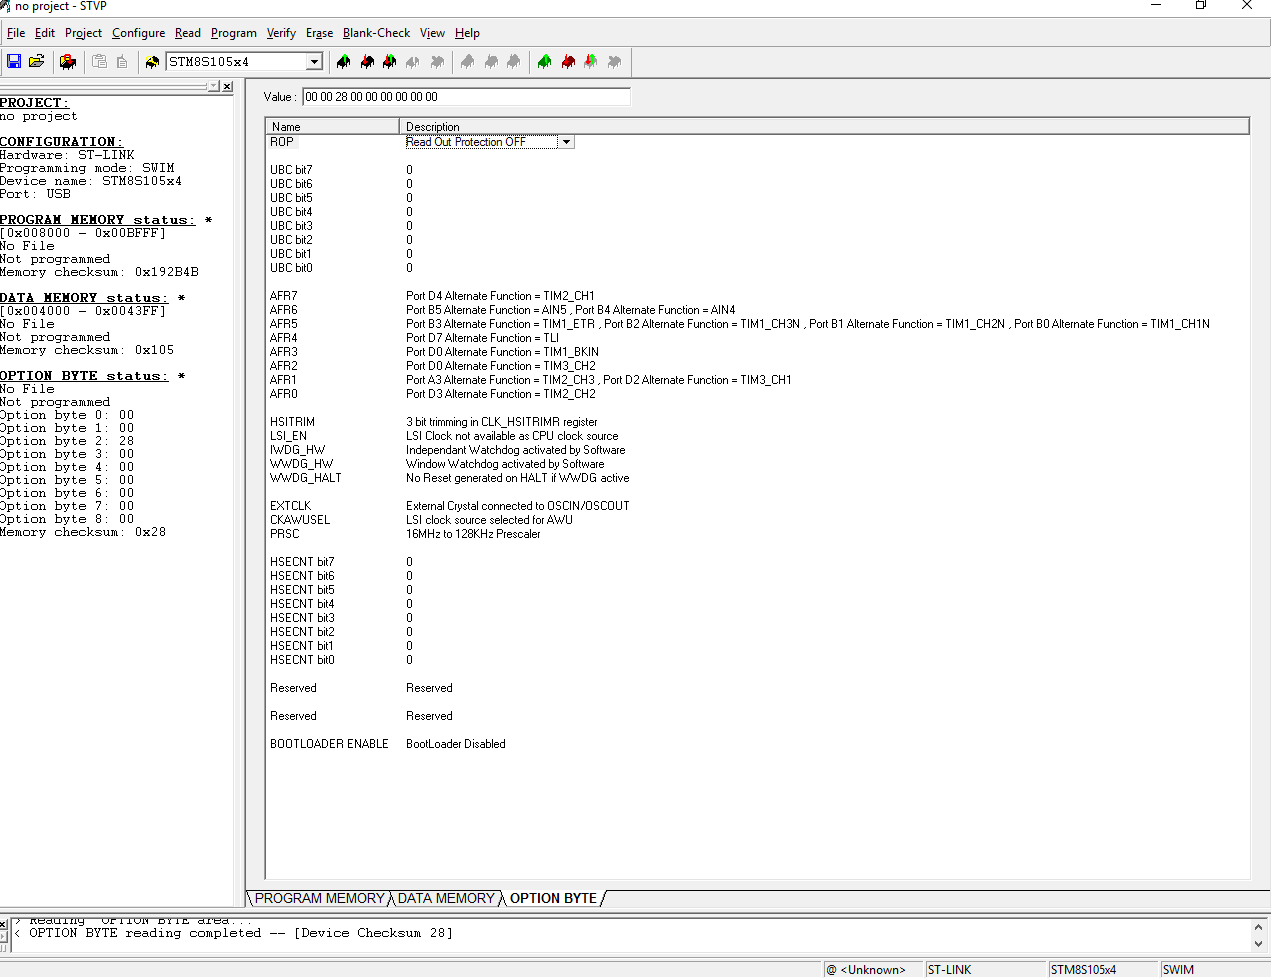 no project - STVP
File Edit Project Configure Read Program Verify Erase Blank-Check View Help
STM8S105x4
PROJECT:
no project
CONFIGURATION:
Hardware: ST-LINK
Programming mode: SWIM
Device name: STM8S105x4
Port: USB
PROGRAM MEMORY status: *
[0x008000 - 0x00BFFF]
No File
Not programmed
Memory checksum: 0x192B4B
DATA MEMORY status: *
[0x004000 - 0x0043FF]
No File
Not programmed
Memory checksum: 0x105
OPTION BYTE status: *
No File
Not programmed
Option byte 0: 00
Option byte 1: 00
Option byte 2: 28
Option byte 3: 00
Option byte 4: 00
Option byte 5: 00
Option byte 6: 00
Option byte 7: 00
Option byte 8: 00
Memory checksum: 0x28
Value : 00 00 28 00 00 00 00 00 00
Name Description
ROP Read Out Protection OFF
UBC bit7 0
UBC bit6 0
UBC bit5 0
UBC bit4 0
UBC bit3 0
UBC bit2 0
UBC bit1 0
UBC bit0 0
AFR7 Port D4 Alternate Function = TIM2_CH1
AFR6 Port B5 Alternate Function = AIN5 , Port B4 Alternate Function = AIN4
AFR5 Port B3 Alternate Function = TIM1_ETR , Port B2 Alternate Function = TIM1_CH3N , Port B1 Alternate Function = TIM1_CH2N , Port B0 Alternate Function = TIM1_CH1N
AFR4 Port D7 Alternate Function = TLI
AFR3 Port D0 Alternate Function = TIM1_BKIN
AFR2 Port D0 Alternate Function = TIM3_CH2
AFR1 Port A3 Alternate Function = TIM2_CH3 , Port D2 Alternate Function = TIM3_CH1
AFR0 Port D3 Alternate Function = TIM2_CH2
HSITRIM 3 bit trimming in CLK_HSITRIMR register
LSI_EN LSI Clock not available as CPU clock source
IWDG_HW Independant Watchdog activated by Software
WWDG_HW Window Watchdog activated by Software
WWDG_HALT No Reset generated on HALT if WWDG active
EXTCLK External Crystal connected to OSCIN/OSCOUT
CKAWUSEL LSI clock source selected for AWU
PRSC 16MHz to 128KHz Prescaler
HSECNT bit7 0
HSECNT bit6 0
HSECNT bit5 0
HSECNT bit4 0
HSECNT bit3 0
HSECNT bit2 0
HSECNT bit1 0
HSECNT bit0 0
Reserved Reserved
Reserved Reserved
BOOTLOADER ENABLE BootLoader Disabled
PROGRAM MEMORY DATA MEMORY OPTION BYTE
> Reading OPTION BYTE area...
< OPTION BYTE reading completed -- [Device Checksum 28]
@ <Unknown> ST-LINK STM8S105x4 SWIM